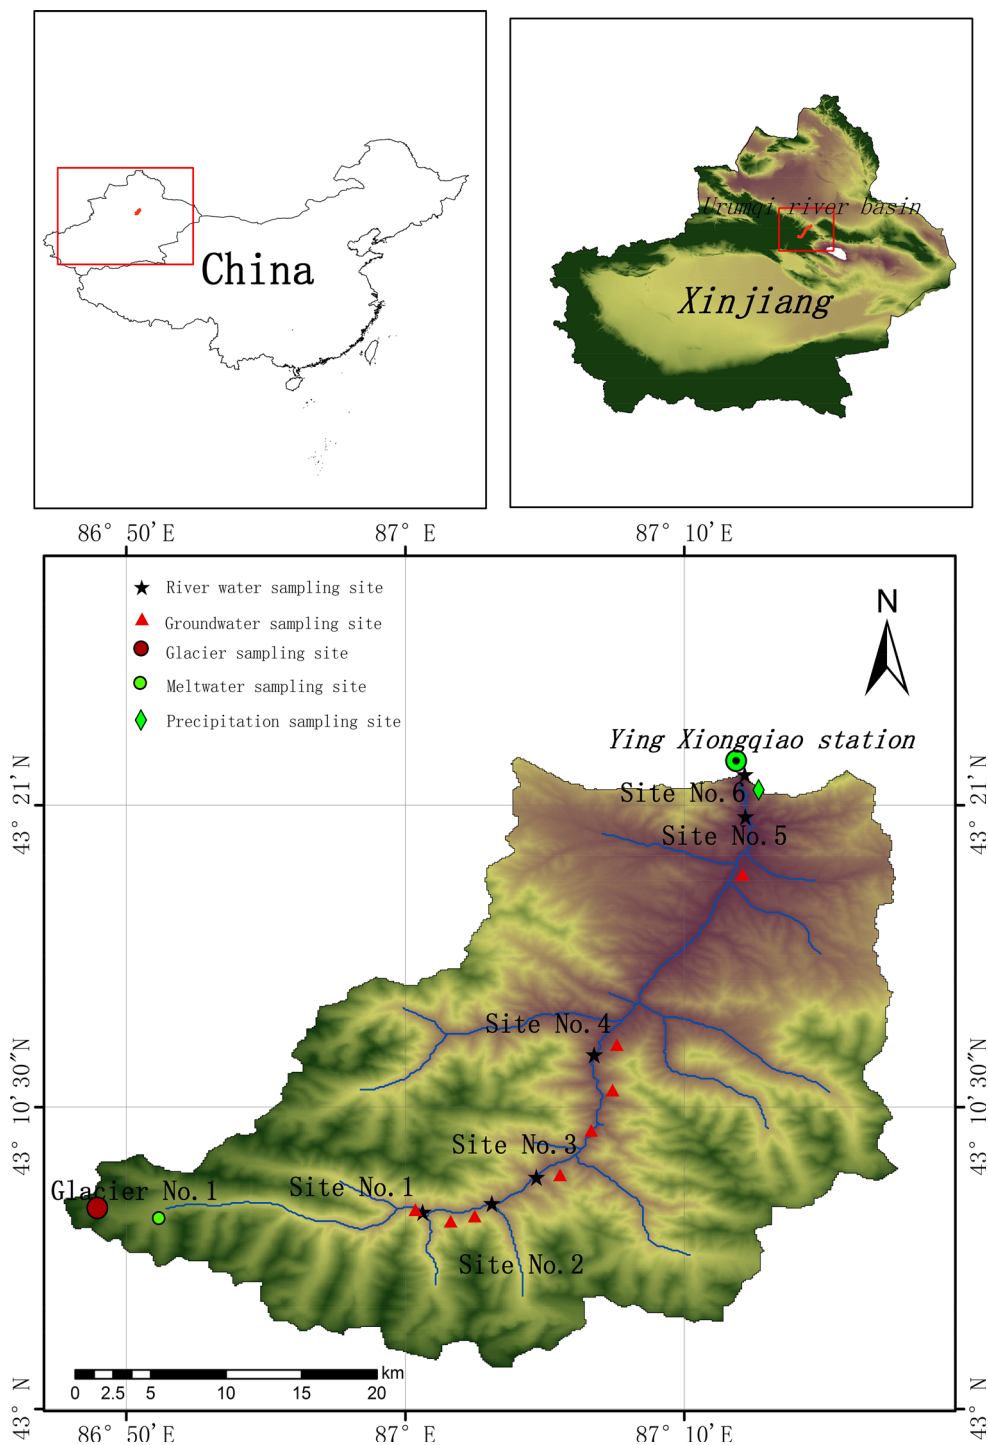 China
Urumqi river basin
Xinjiang
86° 50'E
87° E
87° 10'E
River water sampling site
Groundwater sampling site
Glacier sampling site
Meltwater sampling site
Precipitation sampling site
N
Ying Xiongqiao station
43° 21'N
43° 21'N
Site No.6
Site No.5
Site No.4
43° 10'30″N
43° 10'30″N
Site No.3
Glacier No.1
Site No.1
Site No.2
km
0 2.5 5 10 15 20
43° N
43° N
86° 50'E
87° E
87° 10'E